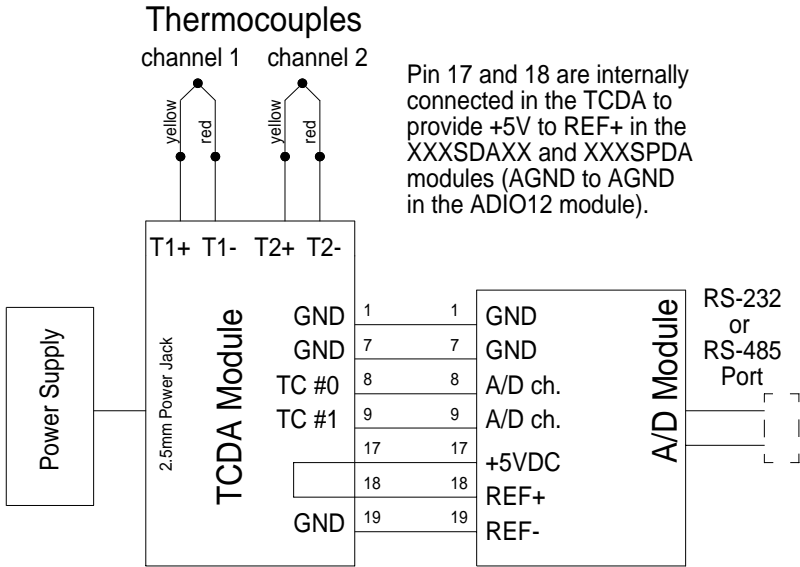 Thermocouples
channel 1 channel 2
yellow red yellow red
Pin 17 and 18 are internally
connected in the TCDA to
provide +5V to REF+ in the
XXXSDAXX and XXXSPDA
modules (AGND to AGND
in the ADIO12 module).
T1+ T1- T2+ T2-
Power Supply
2.5mm Power Jack
TCDA Module
GND 1 1 GND
GND 7 7 GND
TC #0 8 8 A/D ch.
TC #1 9 9 A/D ch.
17 17 +5VDC
18 18 REF+
GND 19 19 REF-
A/D Module
RS-232
or
RS-485
Port